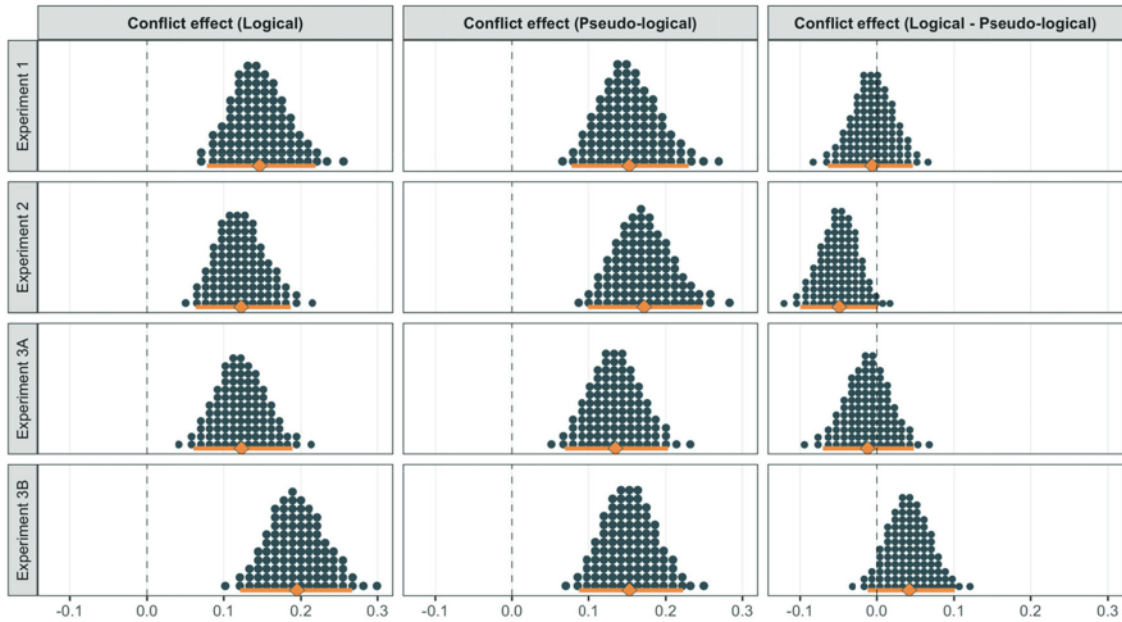 Conflict effect (Logical)
Conflict effect (Pseudo-logical)
Conflict effect (Logical - Pseudo-logical)
Experiment 1
Experiment 2
Experiment 3A
Experiment 3B
-0.1 0.0 0.1 0.2 0.3
-0.1 0.0 0.1 0.2 0.3
-0.1 0.0 0.1 0.2 0.3